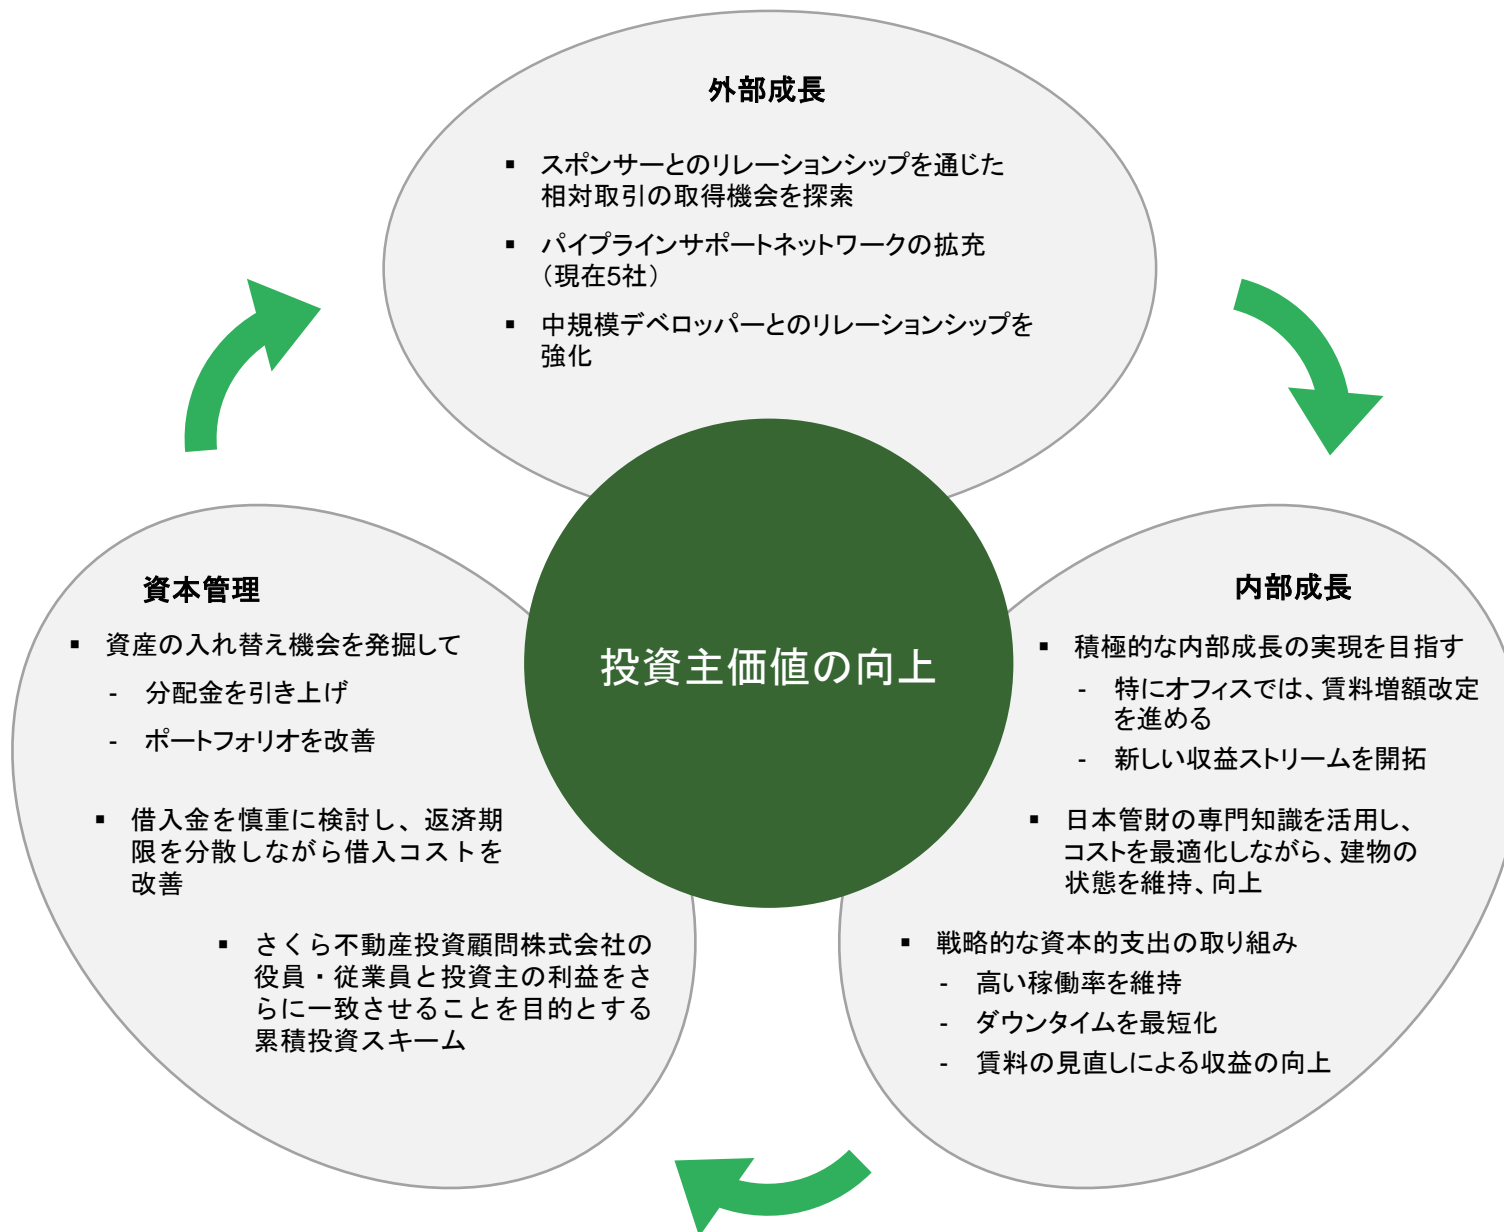 外部成長
▪ スポンサーとのリレーションシップを通じた
相対取引の取得機会を探索
▪ パイプラインサポートネットワークの拡充
（現在5社）
▪ 中規模デベロッパーとのリレーションシップを
強化
投資主価値の向上
内部成長
▪ 積極的な内部成長の実現を目指す
- 特にオフィスでは、賃料増額改定
を進める
- 新しい収益ストリームを開拓
▪ 日本管財の専門知識を活用し、
コストを最適化しながら、建物の
状態を維持、向上
▪ 戦略的な資本的支出の取り組み
- 高い稼働率を維持
- ダウンタイムを最短化
- 賃料の見直しによる収益の向上
資本管理
▪ 資産の入れ替え機会を発掘して
- 分配金を引き上げ
- ポートフォリオを改善
▪ 借入金を慎重に検討し、返済期
限を分散しながら借入コストを
改善
▪ さくら不動産投資顧問株式会社の
役員・従業員と投資主の利益をさ
らに一致させることを目的とする
累積投資スキーム